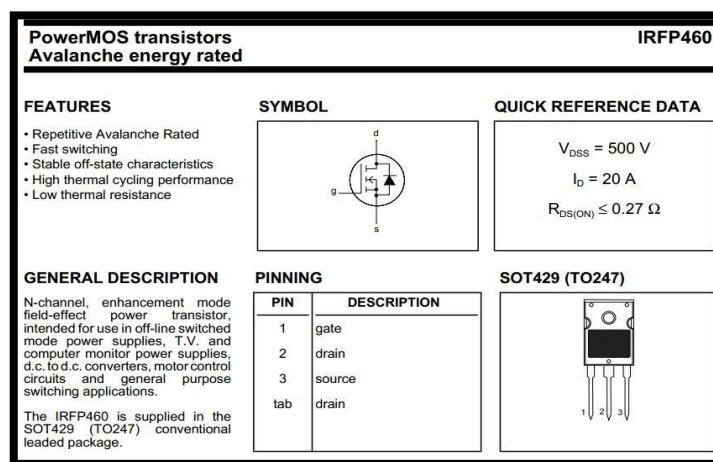 PowerMOS transistors
Avalanche energy rated
IRFP460
FEATURES
• Repetitive Avalanche Rated
• Fast switching
• Stable off-state characteristics
• High thermal cycling performance
• Low thermal resistance
SYMBOL
d
g
s
QUICK REFERENCE DATA
VDSS = 500 V
ID = 20 A
RDS(ON) ≤ 0.27 Ω
GENERAL DESCRIPTION
N-channel, enhancement mode
field-effect power transistor,
intended for use in off-line switched
mode power supplies, T.V. and
computer monitor power supplies,
d.c. to d.c. converters, motor control
circuits and general purpose
switching applications.
The IRFP460 is supplied in the
SOT429 (TO247) conventional
leaded package.
PINNING
PIN DESCRIPTION
1 gate
2 drain
3 source
tab drain
SOT429 (TO247)
1 2 3